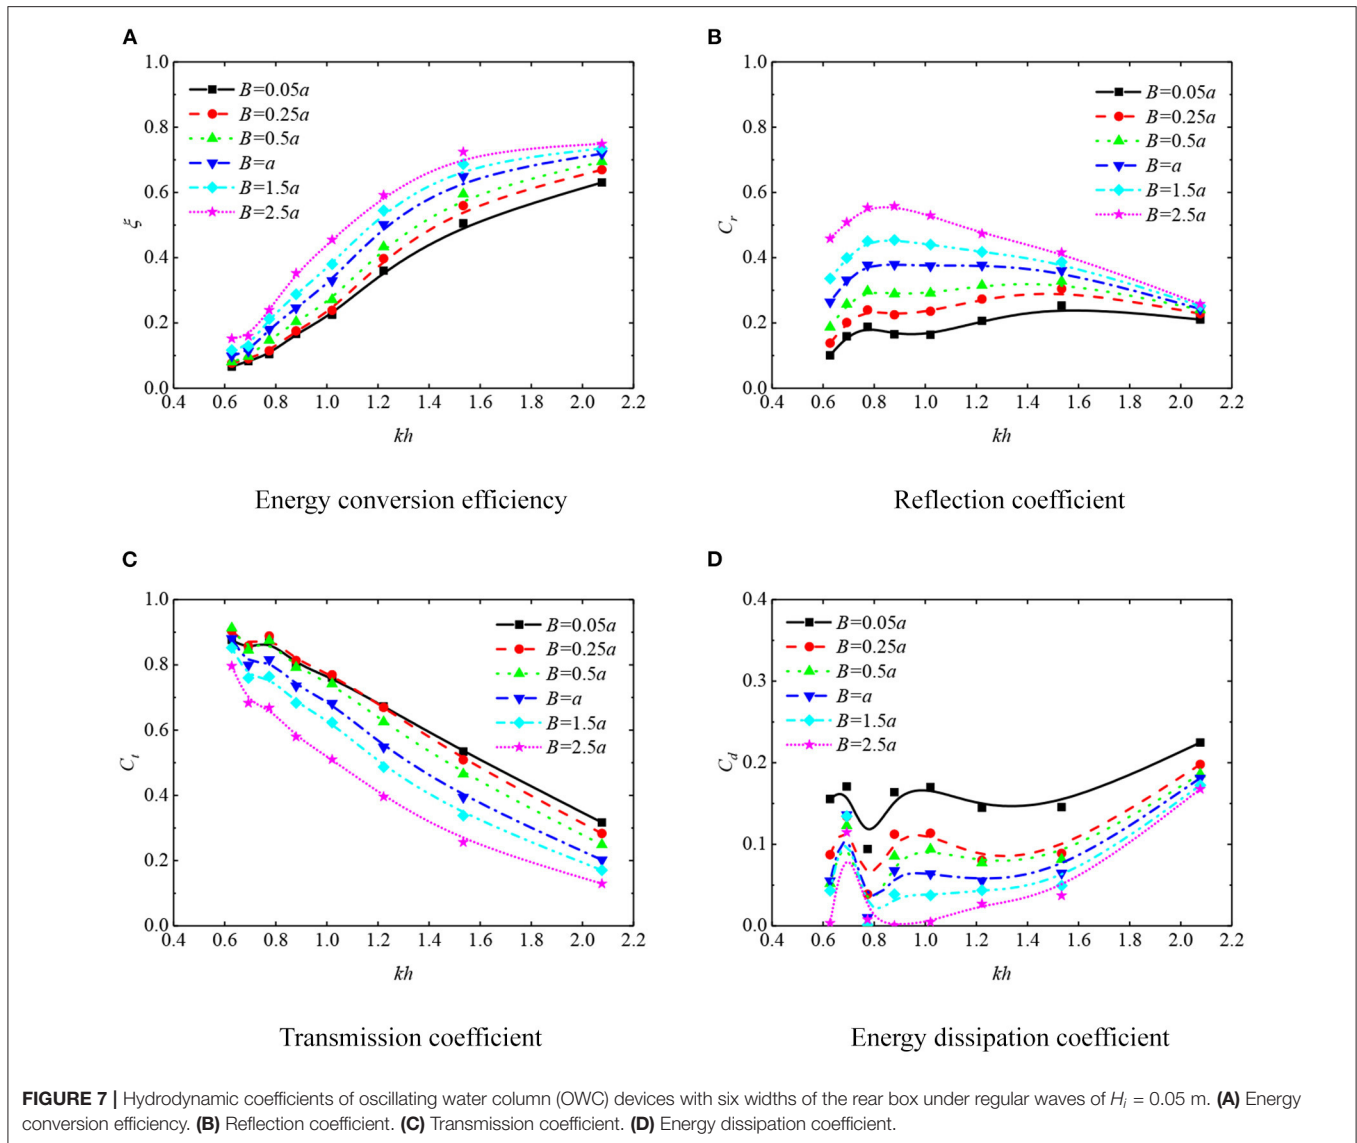 A
1.0
0.8
0.6
0.4
0.2
0.0
ξ
B=0.05a
B=0.25a
B=0.5a
B=a
B=1.5a
B=2.5a
0.4 0.6 0.8 1.0 1.2 1.4 1.6 1.8 2.0 2.2
kh
Energy conversion efficiency
B
1.0
0.8
0.6
0.4
0.2
0.0
Cr
B=0.05a
B=0.25a
B=0.5a
B=a
B=1.5a
B=2.5a
0.4 0.6 0.8 1.0 1.2 1.4 1.6 1.8 2.0 2.2
kh
Reflection coefficient
C
1.0
0.8
0.6
0.4
0.2
0.0
Ct
B=0.05a
B=0.25a
B=0.5a
B=a
B=1.5a
B=2.5a
0.4 0.6 0.8 1.0 1.2 1.4 1.6 1.8 2.0 2.2
kh
Transmission coefficient
D
0.4
0.3
0.2
0.1
0.0
Cd
B=0.05a
B=0.25a
B=0.5a
B=a
B=1.5a
B=2.5a
0.4 0.6 0.8 1.0 1.2 1.4 1.6 1.8 2.0 2.2
kh
Energy dissipation coefficient
FIGURE 7 | Hydrodynamic coefficients of oscillating water column (OWC) devices with six widths of the rear box under regular waves of Hi = 0.05 m. (A) Energy
conversion efficiency. (B) Reflection coefficient. (C) Transmission coefficient. (D) Energy dissipation coefficient.